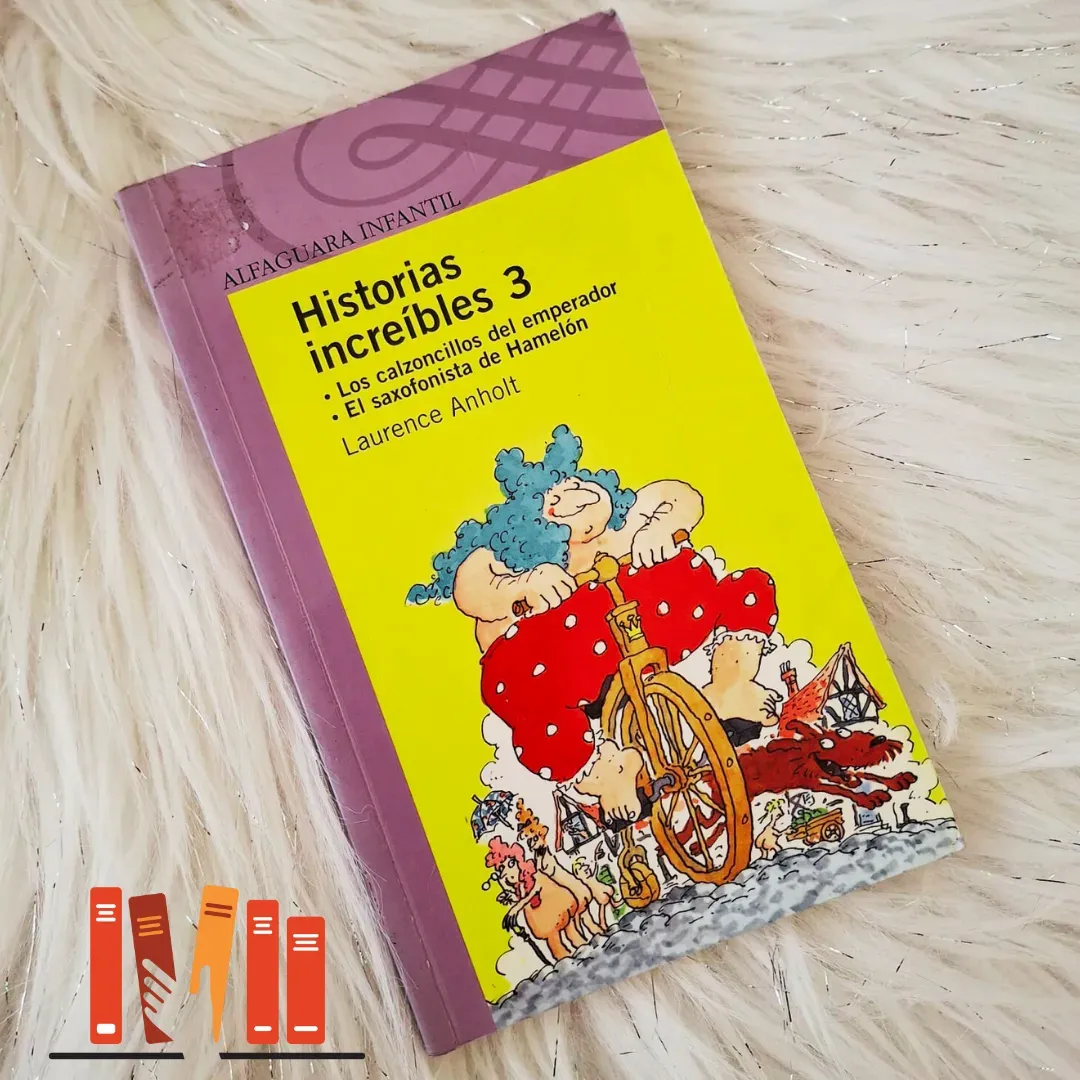 ALFAGUARA INFANTIL
Historias
increíbles 3
• Los calzoncillos del emperador
• El saxofonista de Hamelón
Laurence Anholt